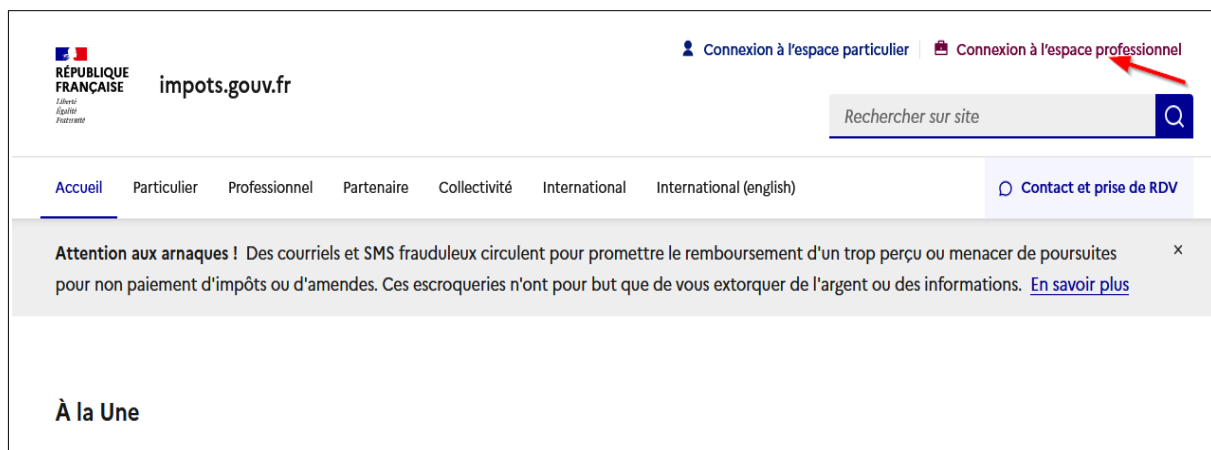 Connexion à l'espace particulier
Connexion à l'espace professionnel
RÉPUBLIQUE
FRANÇAISE
Liberté
Égalité
Fraternité
impots.gouv.fr
Rechercher sur site
Accueil Particulier Professionnel Partenaire Collectivité International International (english) Contact et prise de RDV
Attention aux arnaques ! Des courriels et SMS frauduleux circulent pour promettre le remboursement d'un trop perçu ou menacer de poursuites
pour non paiement d'impôts ou d'amendes. Ces escroqueries n'ont pour but que de vous extorquer de l'argent ou des informations. En savoir plus
À la Une